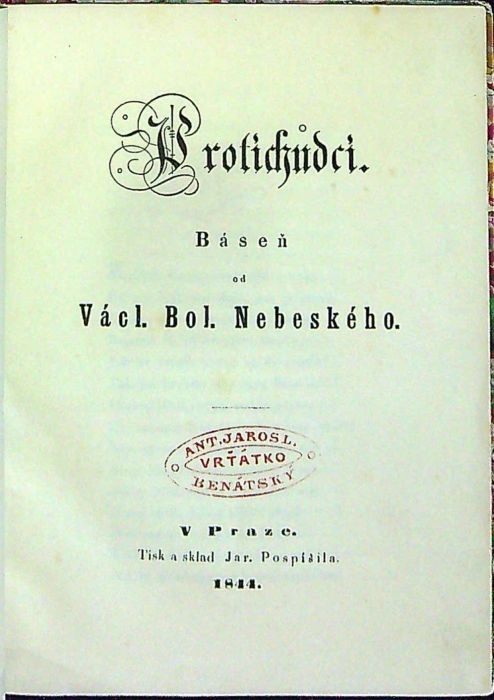 Protichůdci.
Báseň
od
Václ. Bol. Nebeského.
ANT. JAROSL.
VRŤÁTKO
BENÁTSKÝ
V Praze.
Tisk a sklad Jar. Pospíšila.
1844.